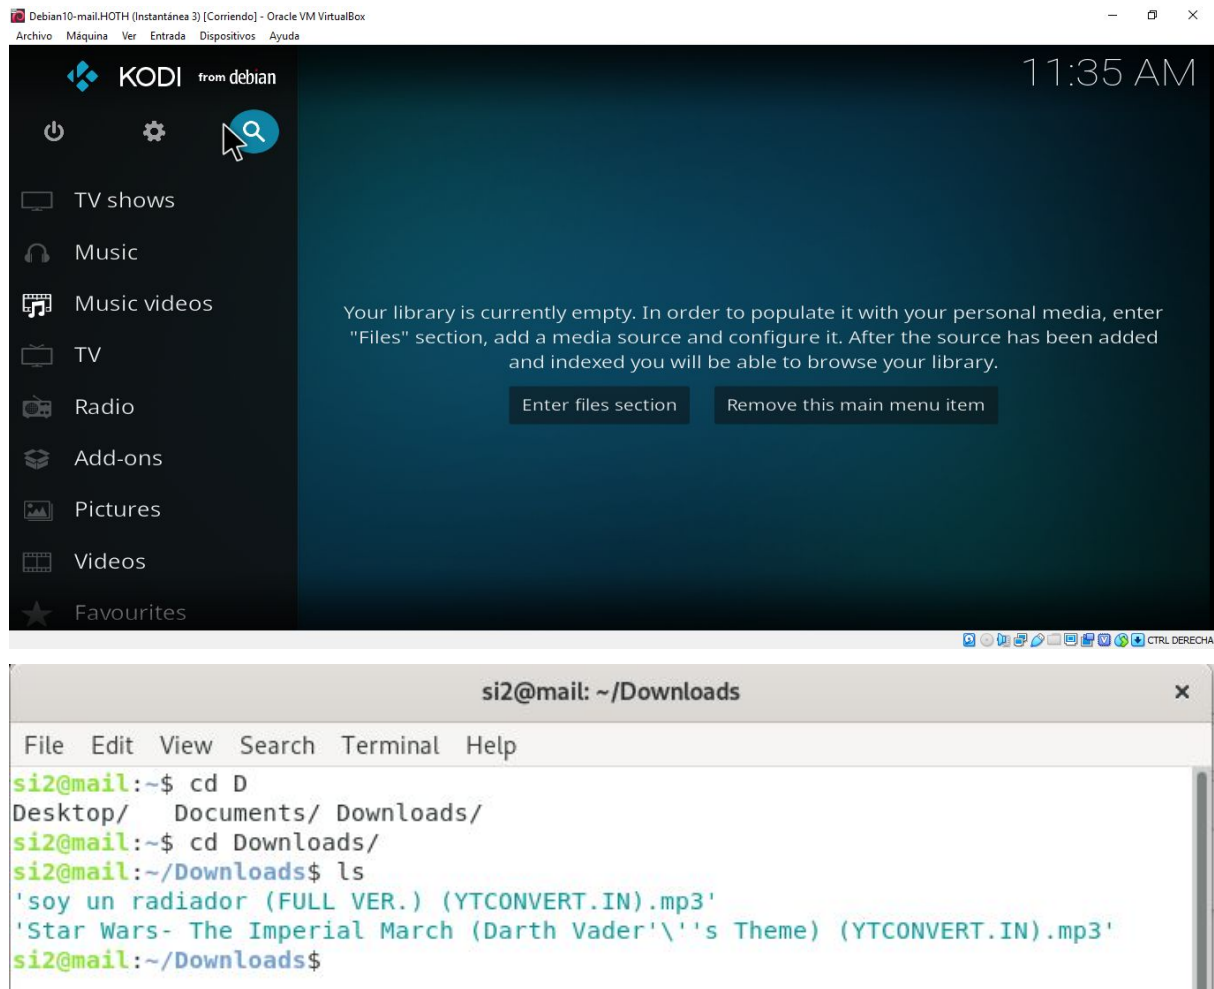 Debian10-mail.HOTH (Instantánea 3) [Corriendo] - Oracle VM VirtualBox
Archivo Máquina Ver Entrada Dispositivos Ayuda
KODI from debian
11:35 AM
TV shows
Music
Music videos
TV
Radio
Add-ons
Pictures
Videos
Favourites
Your library is currently empty. In order to populate it with your personal media, enter
"Files" section, add a media source and configure it. After the source has been added
and indexed you will be able to browse your library.
Enter files section
Remove this main menu item
CTRL DERECHA
si2@mail: ~/Downloads
File Edit View Search Terminal Help
si2@mail:~$ cd D
Desktop/ Documents/ Downloads/
si2@mail:~$ cd Downloads/
si2@mail:~/Downloads$ ls
'soy un radiador (FULL VER.) (YTCONVERT.IN).mp3'
'Star Wars- The Imperial March (Darth Vader'\''s Theme) (YTCONVERT.IN).mp3'
si2@mail:~/Downloads$